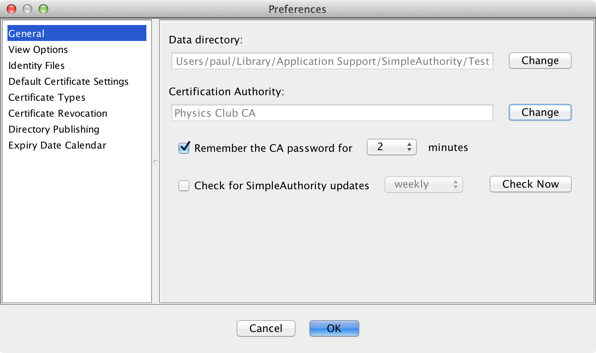 Preferences
General
View Options
Identity Files
Default Certificate Settings
Certificate Types
Certificate Revocation
Directory Publishing
Expiry Date Calendar
Data directory:
Users/paul/Library/Application Support/SimpleAuthority/Test
Change
Certification Authority:
Physics Club CA
Change
Remember the CA password for 2 minutes
Check for SimpleAuthority updates weekly Check Now
Cancel OK